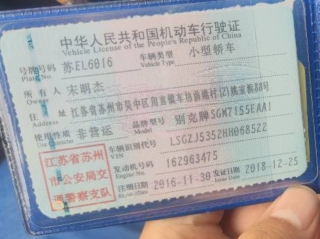 中华人民共和国机动车行驶证
Vehicle License of the People's Republic of China
号牌号码 苏EL6816 车辆类型 小型轿车
Plate No. Vehicle Type
所有人 宋明杰
Owner
住址 江苏省苏州市吴中区
Address
使用性质 非营运 品牌型号 别克牌SGM7155EAA1
Use Character Model
江苏省苏州
市公安局交
通警察支队
车辆识别代号 LSGZJ5352HH068522
VIN
发动机号码 162963475
Engine No.
注册日期 2016-11-30 发证日期 2018-12-25
Register Date Issue Date